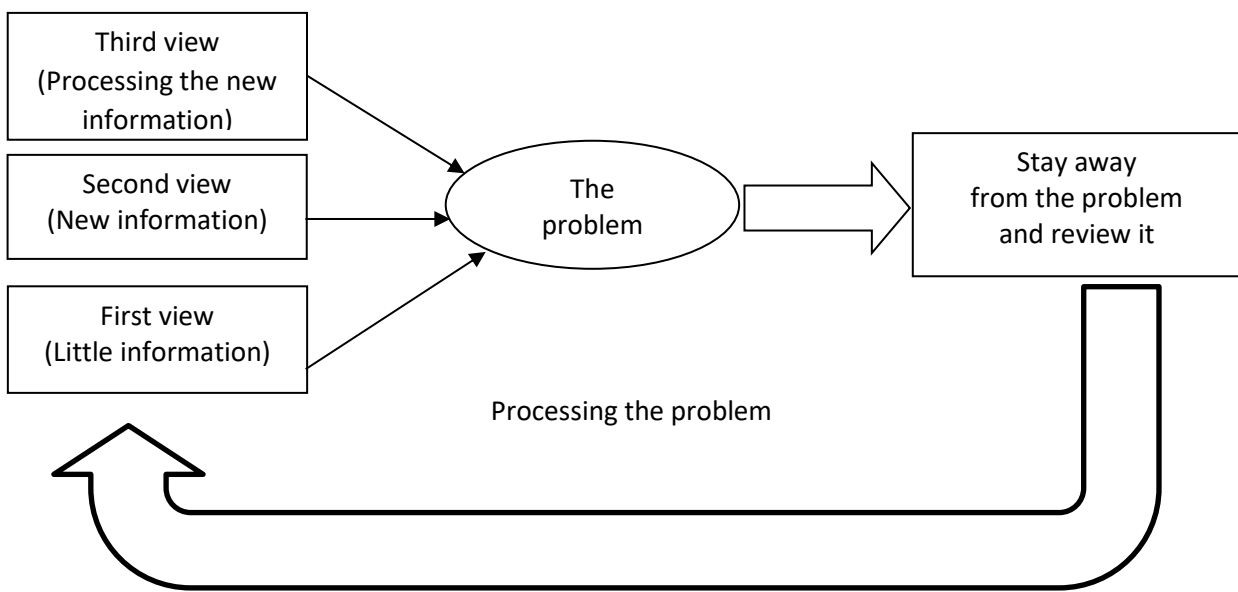 Third view
(Processing the new
information)
Second view
(New information)
First view
(Little information)
The
problem
Stay away
from the problem
and review it
Processing the problem